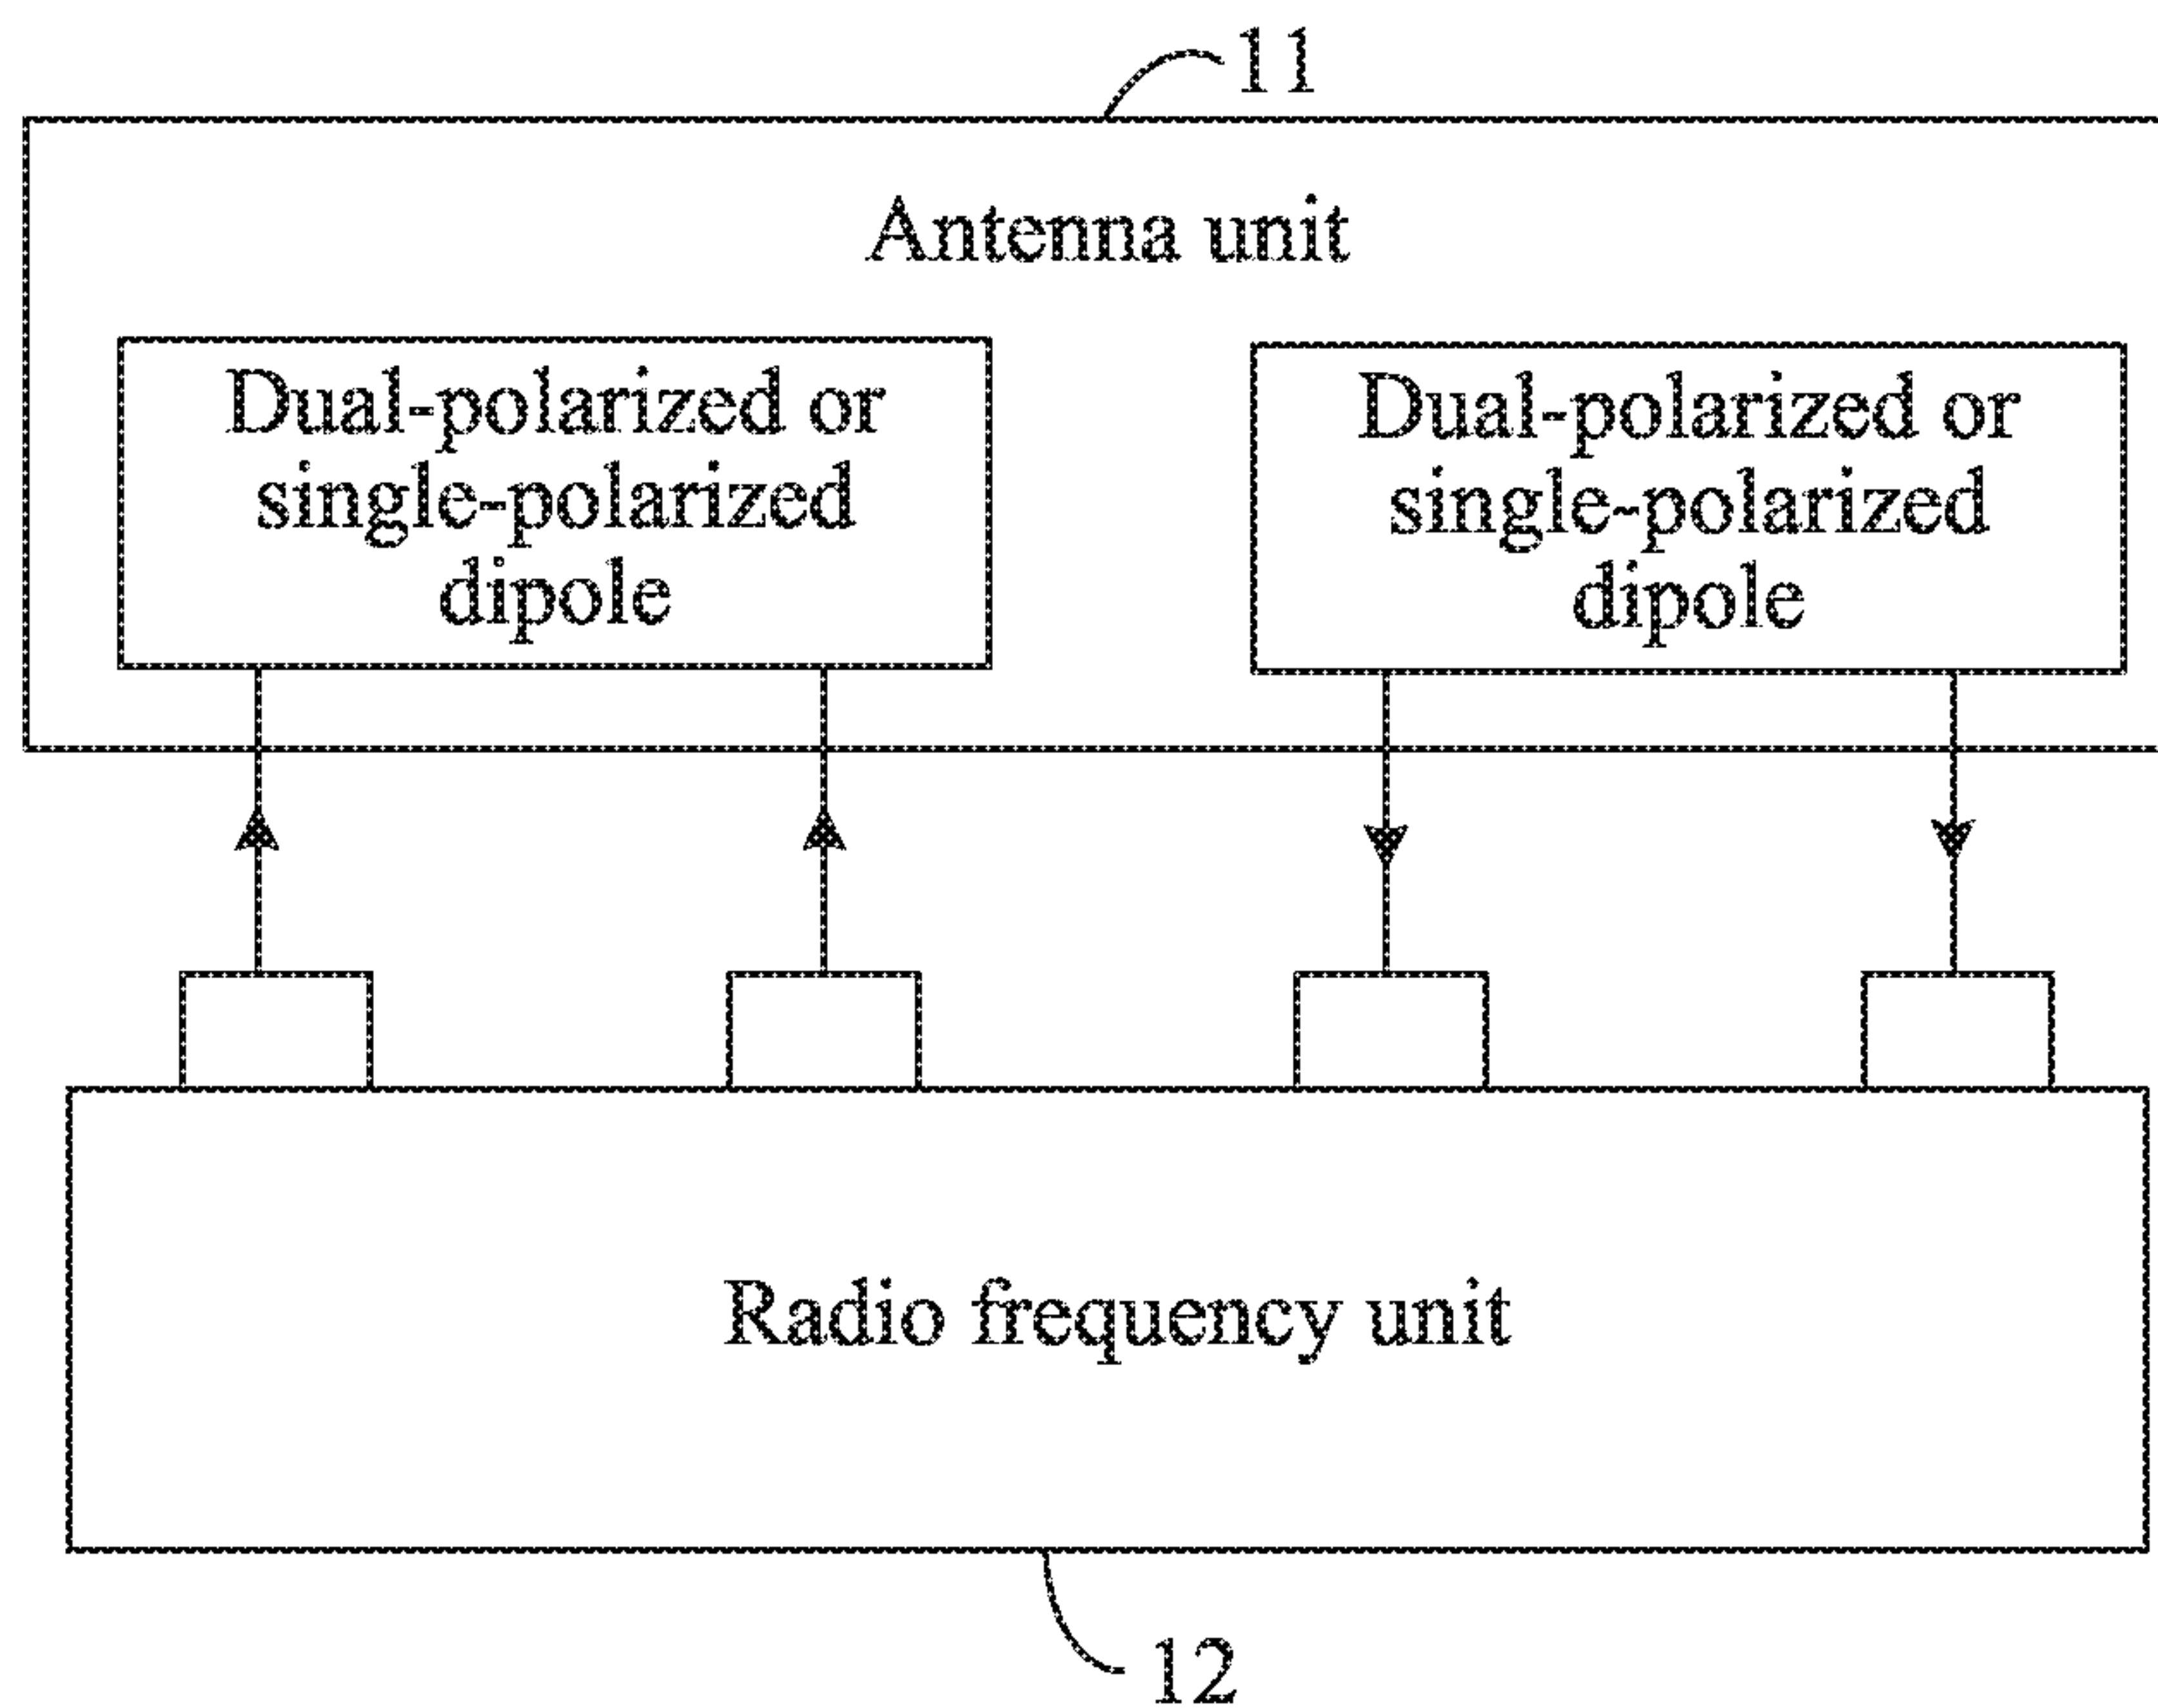 11
Antenna unit
Dual-polarized or
single-polarized
dipole
Dual-polarized or
single-polarized
dipole
Radio frequency unit
12